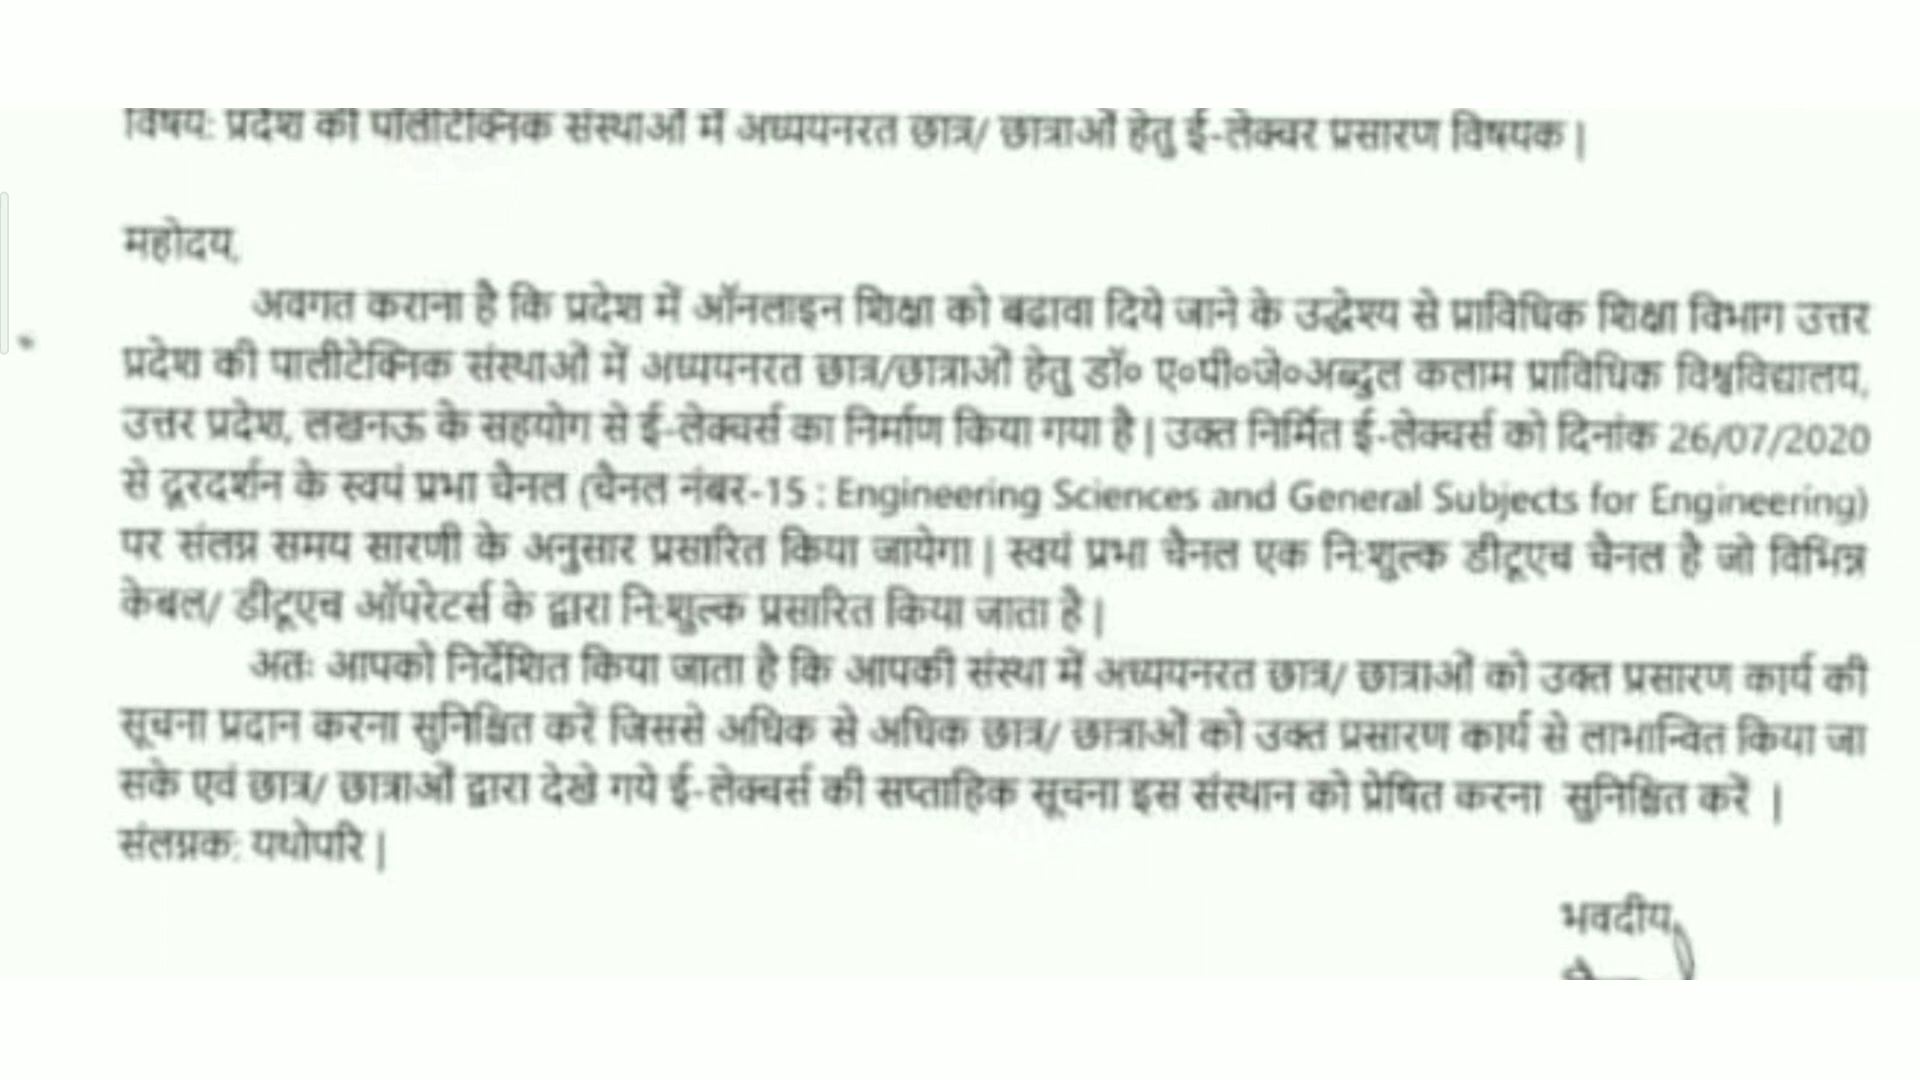 विषय: प्रदेश की पॉलीटेक्निक संस्थाओं में अध्ययनरत छात्र/ छात्राओं हेतु ई-लेक्चर प्रसारण विषयक |
महोदय,
अवगत कराना है कि प्रदेश में ऑनलाइन शिक्षा को बढावा दिये जाने के उद्धेश्य से प्राविधिक शिक्षा विभाग उत्तर
प्रदेश की पालीटेक्निक संस्थाओं में अध्ययनरत छात्र/छात्राओं हेतु डॉ० ए०पी०जे०अब्दुल कलाम प्राविधिक विश्वविद्यालय,
उत्तर प्रदेश, लखनऊ के सहयोग से ई-लेक्चर्स का निर्माण किया गया है | उक्त निर्मित ई-लेक्चर्स को दिनांक 26/07/2020
से दूरदर्शन के स्वयं प्रभा चैनल (चैनल नंबर-15 : Engineering Sciences and General Subjects for Engineering)
पर संलग्न समय सारणी के अनुसार प्रसारित किया जायेगा | स्वयं प्रभा चैनल एक नि:शुल्क डीटूएच चैनल है जो विभिन्न
केबल/ डीटूएच ऑपरेटर्स के द्वारा नि:शुल्क प्रसारित किया जाता है |
अतः आपको निर्देशित किया जाता है कि आपकी संस्था में अध्ययनरत छात्र/ छात्राओं को उक्त प्रसारण कार्य की
सूचना प्रदान करना सुनिश्चित करें जिससे अधिक से अधिक छात्र/ छात्राओं को उक्त प्रसारण कार्य से लाभान्वित किया जा
सके एवं छात्र/ छात्राओं द्वारा देखे गये ई-लेक्चर्स की सप्ताहिक सूचना इस संस्थान को प्रेषित करना सुनिश्चित करें |
संलग्नक: यथोपरि |
भवदीय,